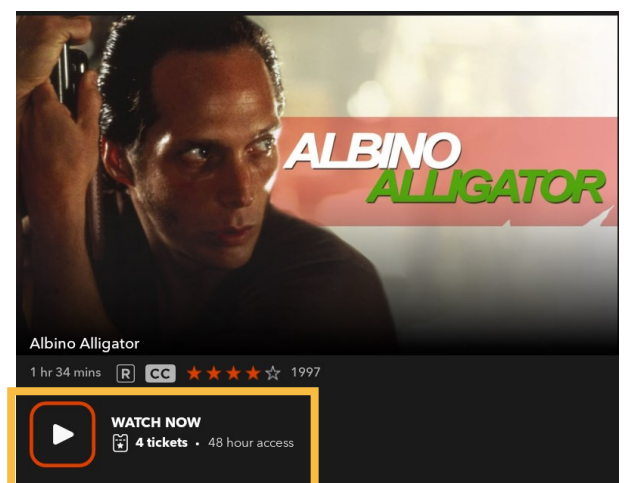 ALBINO
ALLIGATOR
Albino Alligator
1 hr 34 mins R CC 1997
WATCH NOW
4 tickets • 48 hour access